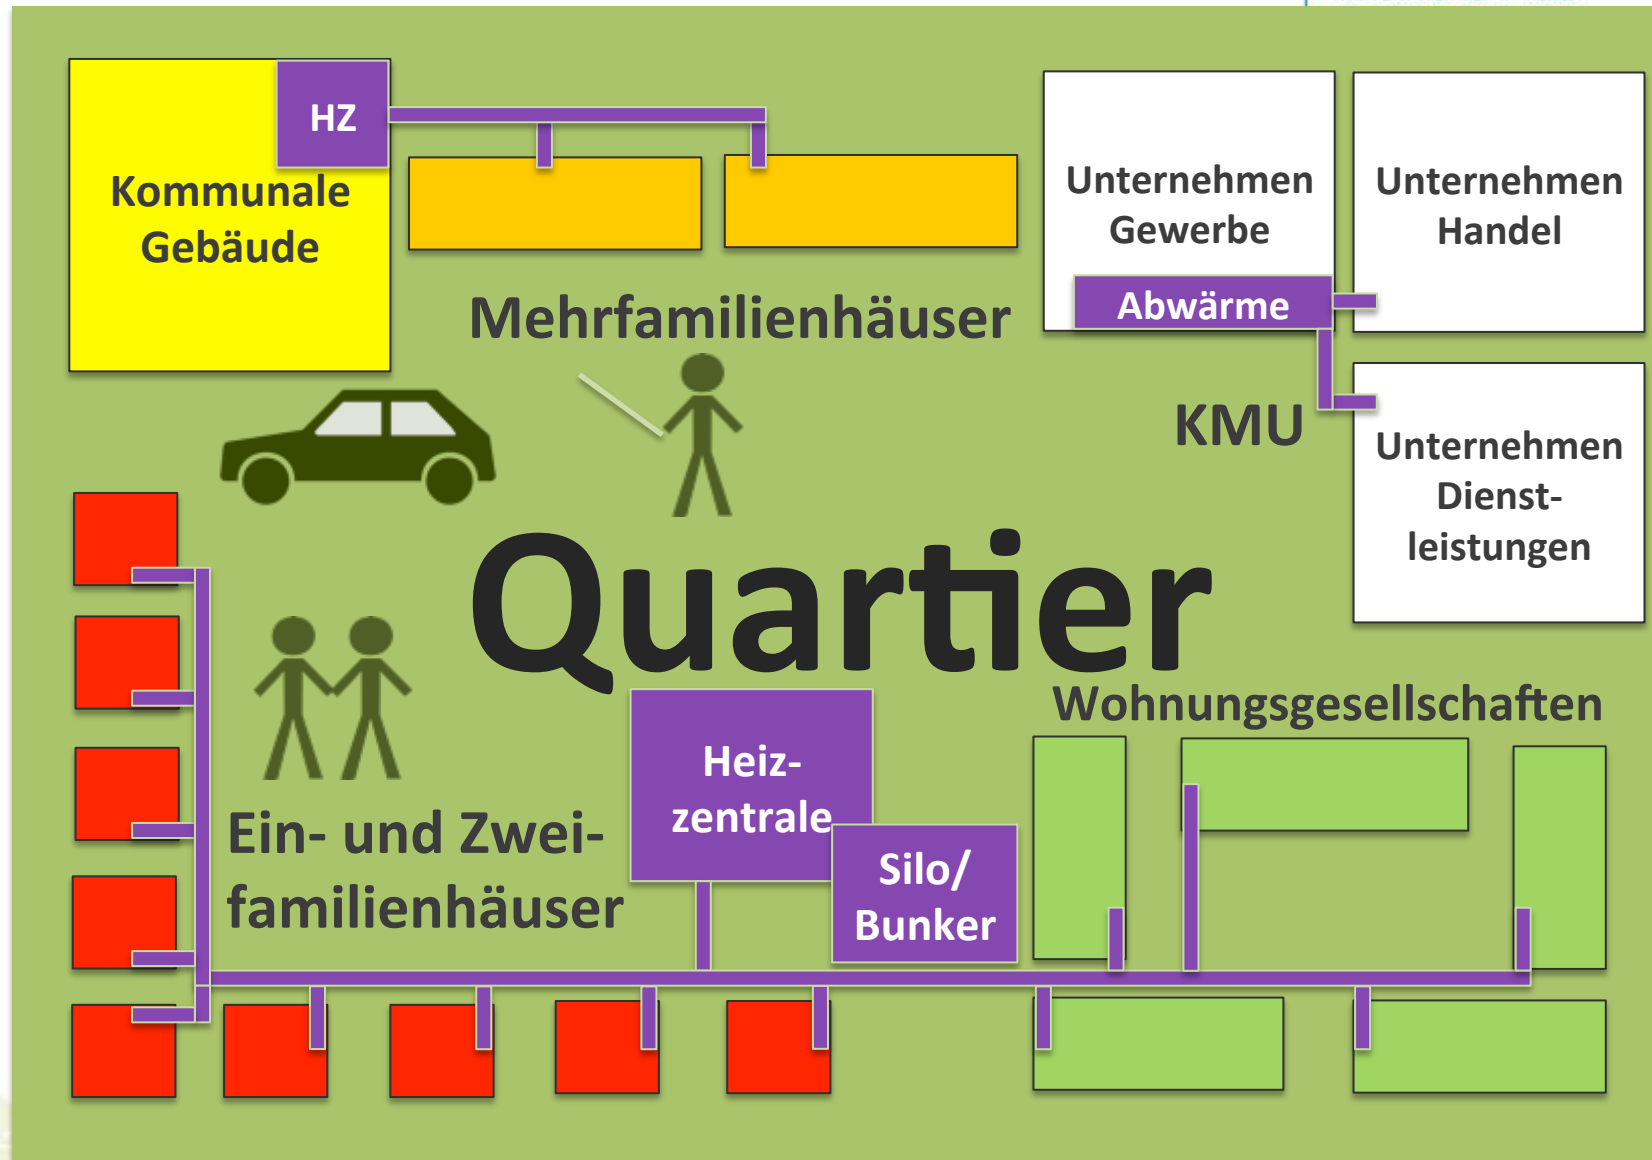 HZ
Kommunale
Gebäude
Mehrfamilienhäuser
Unternehmen
Gewerbe
Abwärme
Unternehmen
Handel
KMU
Unternehmen
Dienst-
leistungen
Quartier
Ein- und Zwei-
familienhäuser
Heiz-
zentrale
Silo/
Bunker
Wohnungsgesellschaften